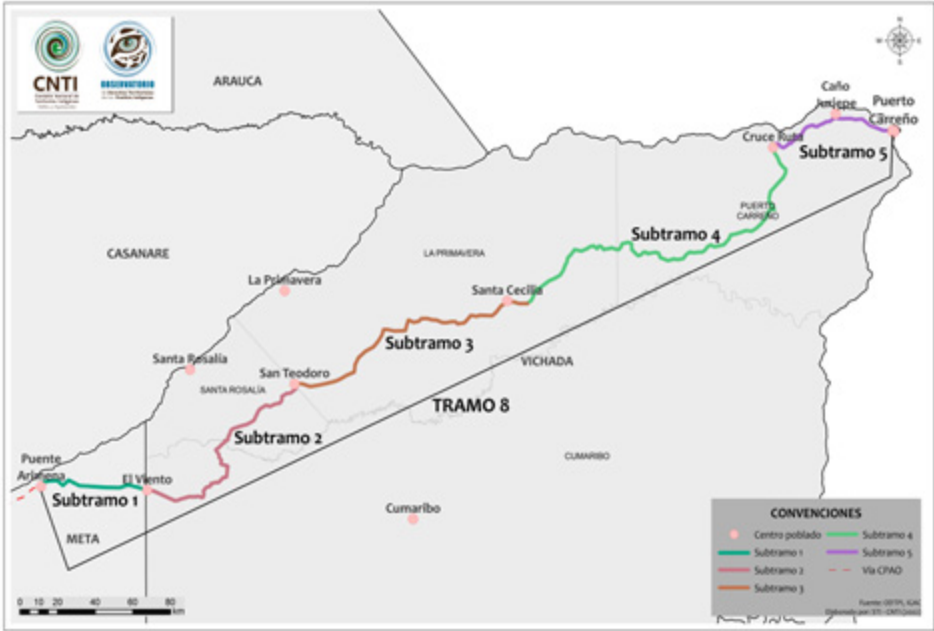 CNTI
OBSERVATORIO
ARAUCA
N
W
E
S
Caño
Juriepe
Puerto
Carreño
Cruce Ruta
Subtramo 5
PUERTO
CARREÑO
Subtramo 4
CASANARE
LA PRIMAVERA
La Primavera
Santa Cecilia
Subtramo 3
VICHADA
Santa Rosalía
San Teodoro
SANTA ROSALÍA
TRAMO 8
Subtramo 2
CUMARIBO
Puente
Arimena
El Viento
Subtramo 1
Cumaribo
META
CONVENCIONES
Centro poblado
Subtramo 4
Subtramo 1
Subtramo 5
Subtramo 2
Vía CPAO
Subtramo 3
0 10 20 40 60 80
km